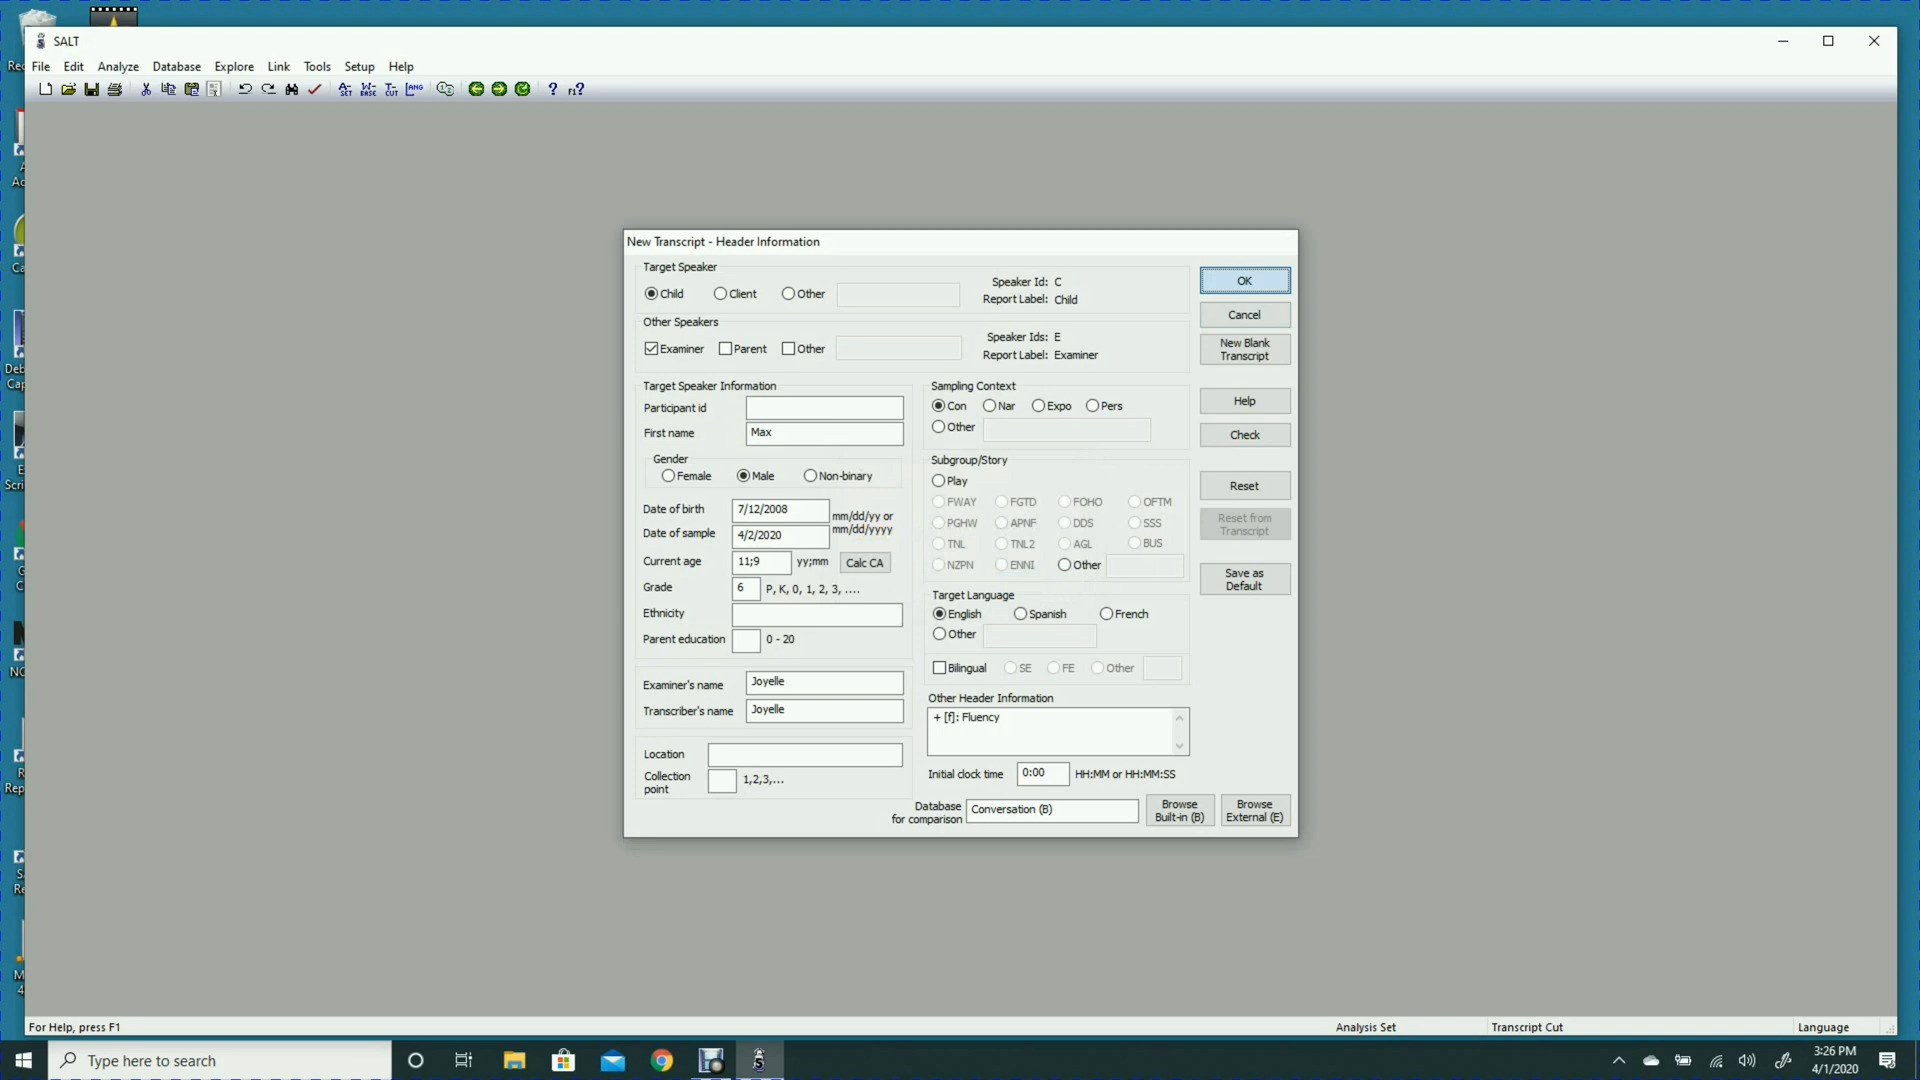 SALT
File Edit Analyze Database Explore Link Tools Setup Help
A-SET W-BASE T-CUT LANG ? F1?
New Transcript - Header Information
Target Speaker
Child Client Other
Speaker Id: C
Report Label: Child
OK
Other Speakers
Examiner Parent Other
Speaker Ids: E
Report Label: Examiner
Cancel
New Blank
Transcript
Help
Check
Reset
Reset from
Transcript
Save as
Default
Target Speaker Information
Participant id
First name Max
Gender
Female Male Non-binary
Date of birth 7/12/2008
mm/dd/yy or
mm/dd/yyyy
Date of sample 4/2/2020
Current age 11;9 yy;mm Calc CA
Grade 6 P, K, 0, 1, 2, 3, ....
Ethnicity
Parent education 0 - 20
Examiner's name Joyelle
Transcriber's name Joyelle
Location
Collection
point
1,2,3,...
Sampling Context
Con Nar Expo Pers
Other
Subgroup/Story
Play
FWAY FGTD FOHO OFTM
PGHW APNF DDS SSS
TNL TNL2 AGL BUS
NZPN ENNI Other
Target Language
English Spanish French
Other
Bilingual SE FE Other
Other Header Information
+ [f]: Fluency
Initial clock time 0:00 HH:MM or HH:MM:SS
Database
for comparison
Conversation (B)
Browse
Built-in (B)
Browse
External (E)
For Help, press F1
Analysis Set
Transcript Cut
Language
Type here to search
3:26 PM
4/1/2020